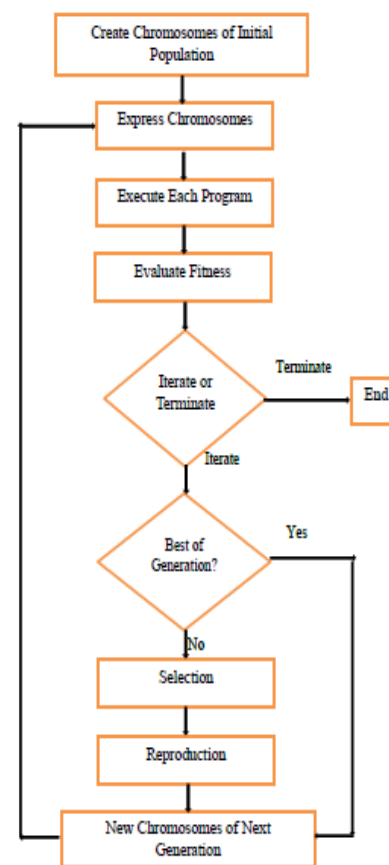 Create Chromosomes of Initial
Population
Express Chromosomes
Execute Each Program
Evaluate Fitness
Iterate or
Terminate
Terminate
End
Iterate
Best of
Generation?
Yes
No
Selection
Reproduction
New Chromosomes of Next
Generation